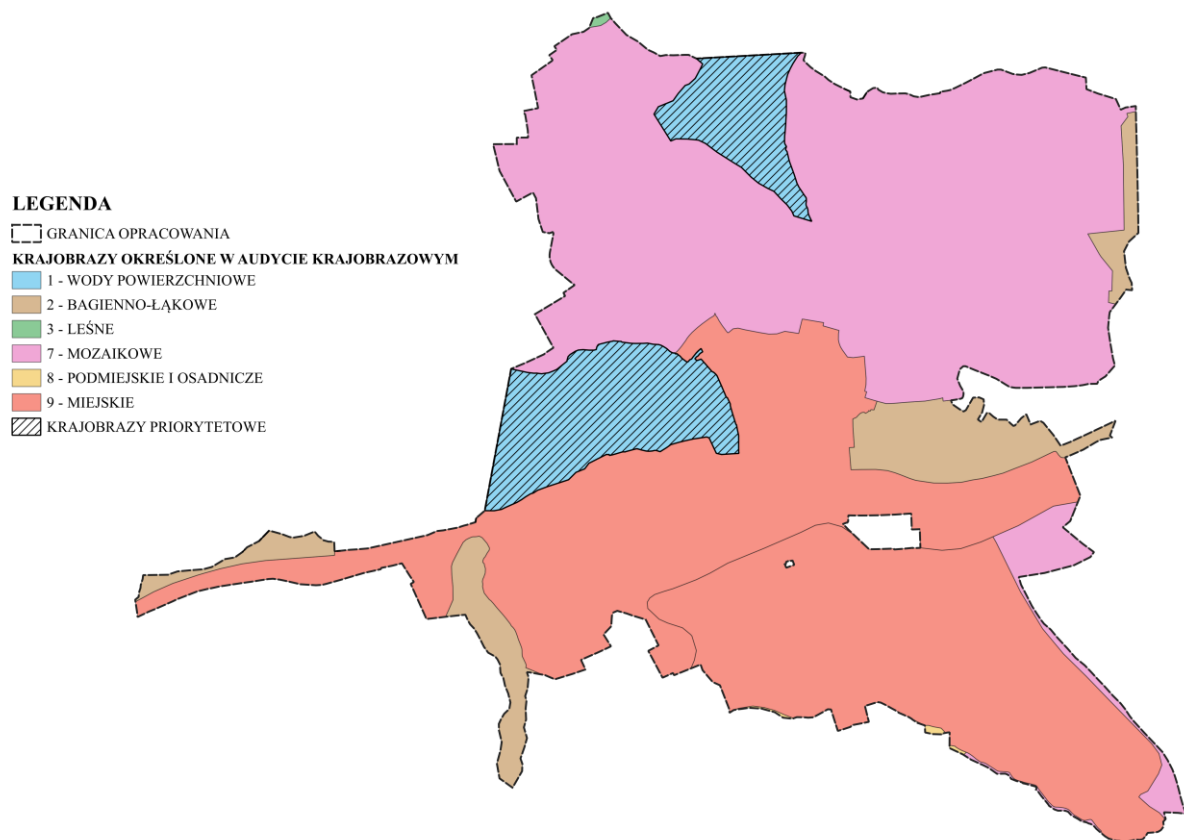 LEGENDA
GRANICA OPRACOWANIA
KRAJOBRAZY OKREŚLONE W AUDYCIE KRAJOBRAZOWYM
1 - WODY POWIERZCHNIOWE
2 - BAGIENNO-ŁĄKOWE
3 - LEŚNE
7 - MOZAIKOWE
8 - PODMIEJSKIE I OSADNICZE
9 - MIEJSKIE
KRAJOBRAZY PRIORYTETOWE